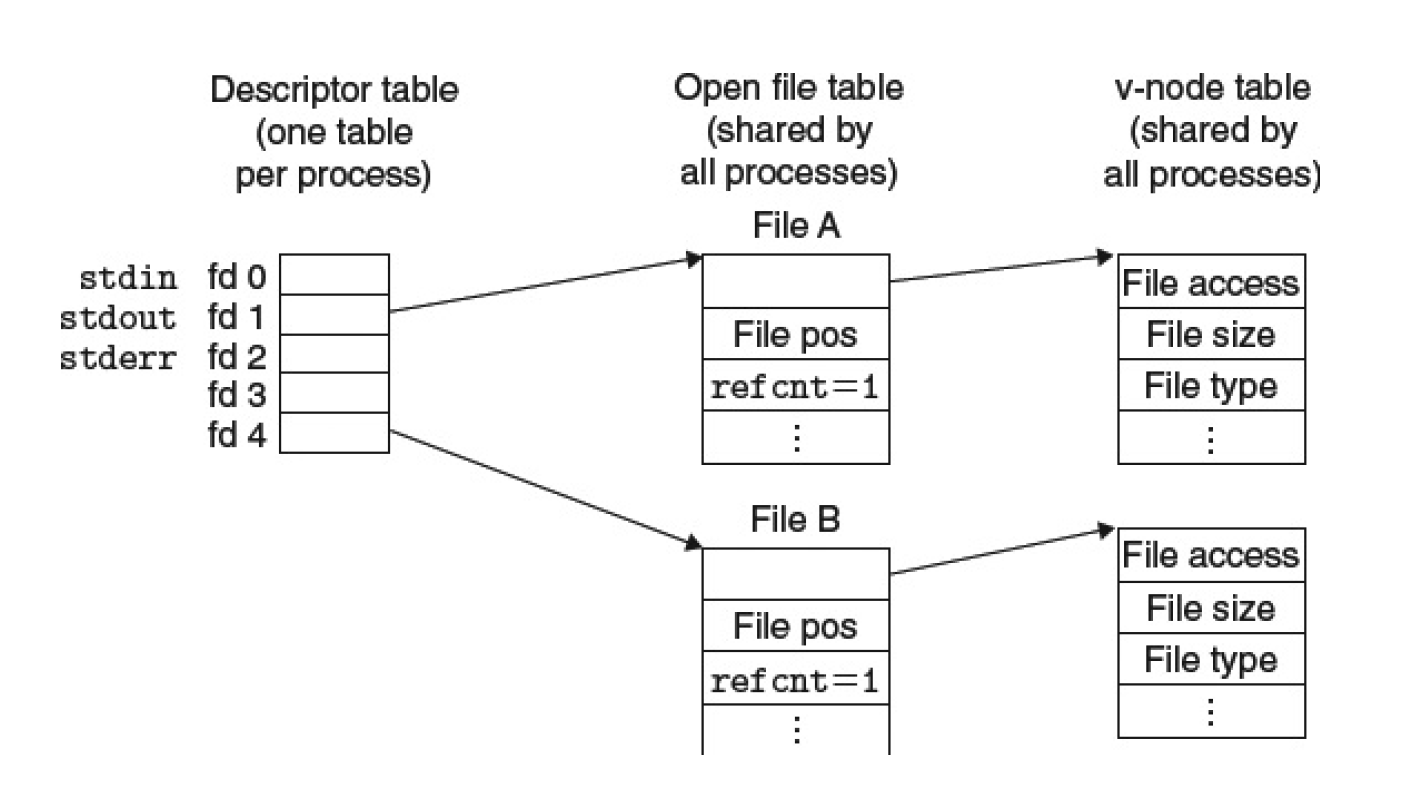 Descriptor table
(one table
per process)
Open file table
(shared by
all processes)
v-node table
(shared by
all processes)
stdin fd 0
stdout fd 1
stderr fd 2
fd 3
fd 4
File A
File pos
refcnt=1
⋮
File access
File size
File type
⋮
File B
File pos
refcnt=1
⋮
File access
File size
File type
⋮